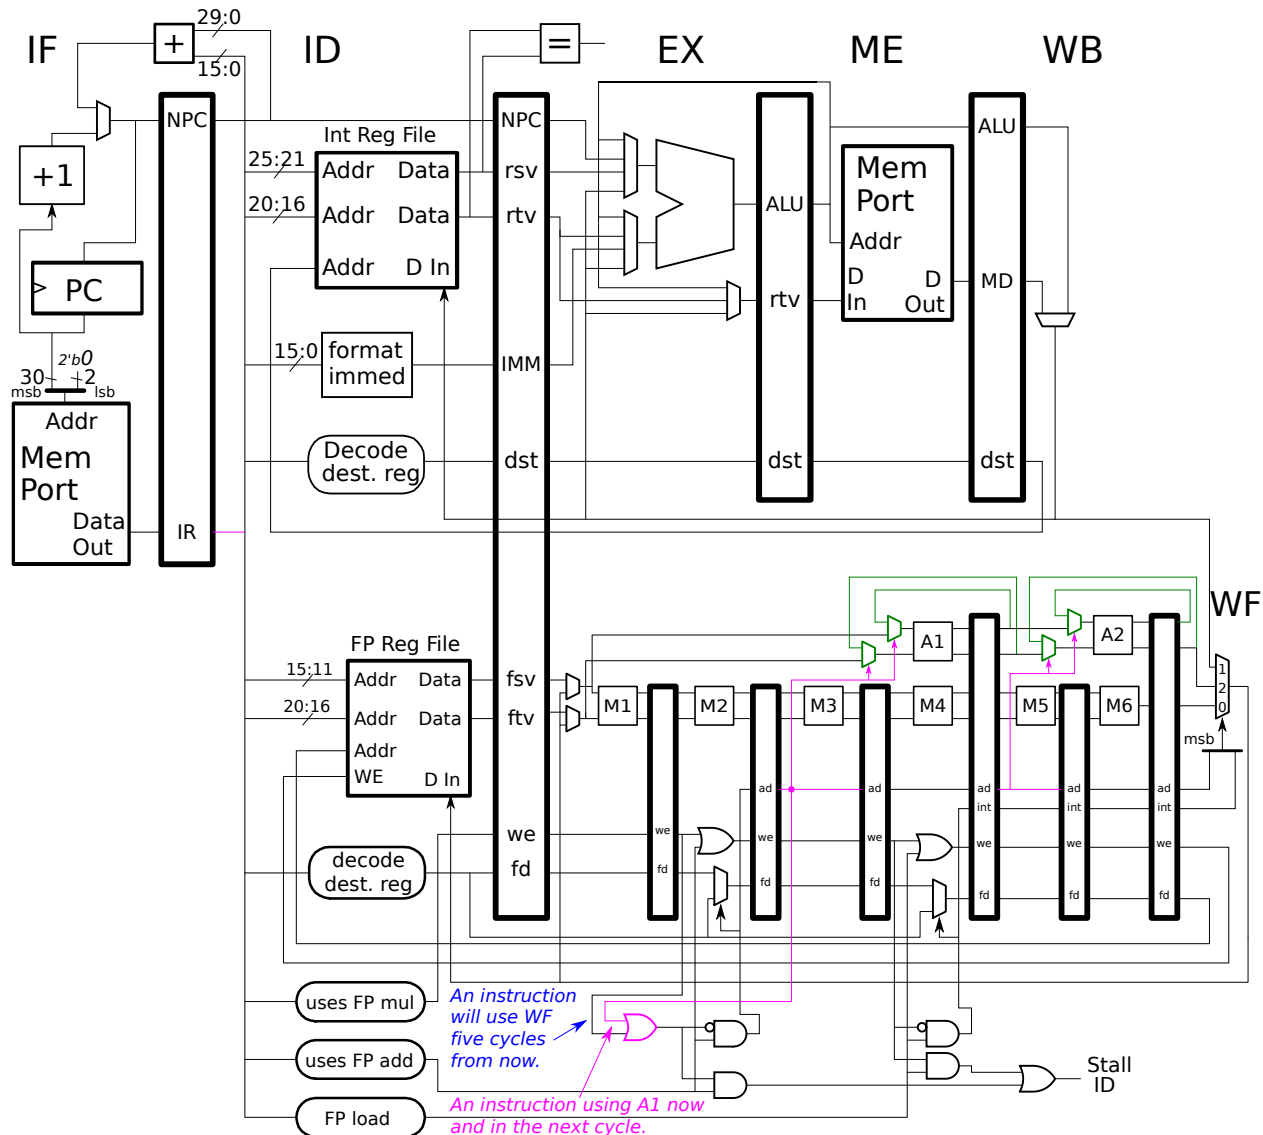 IF
ID
EX
ME
WB
29:0
15:0
+
=
NPC
+1
PC
2'b0
30
2
msb
lsb
Addr
Mem
Port
Data
Out
IR
25:21
20:16
Int Reg File
Addr Data
Addr Data
Addr D In
15:0
format
immed
Decode
dest. reg
NPC
rsv
rtv
IMM
dst
ALU
rtv
dst
Mem
Port
Addr
D
In
D
Out
ALU
MD
dst
WF
FP Reg File
15:11
20:16
Addr Data
Addr Data
Addr
WE
D In
fsv
ftv
we
fd
decode
dest. reg
M1
M2
M3
M4
M5
M6
A1
A2
we
fd
ad
we
fd
ad
we
fd
ad
int
we
fd
ad
int
we
fd
ad
int
we
fd
1
2
0
msb
uses FP mul
uses FP add
FP load
An instruction
will use WF
five cycles
from now.
An instruction using A1 now
and in the next cycle.
Stall
ID